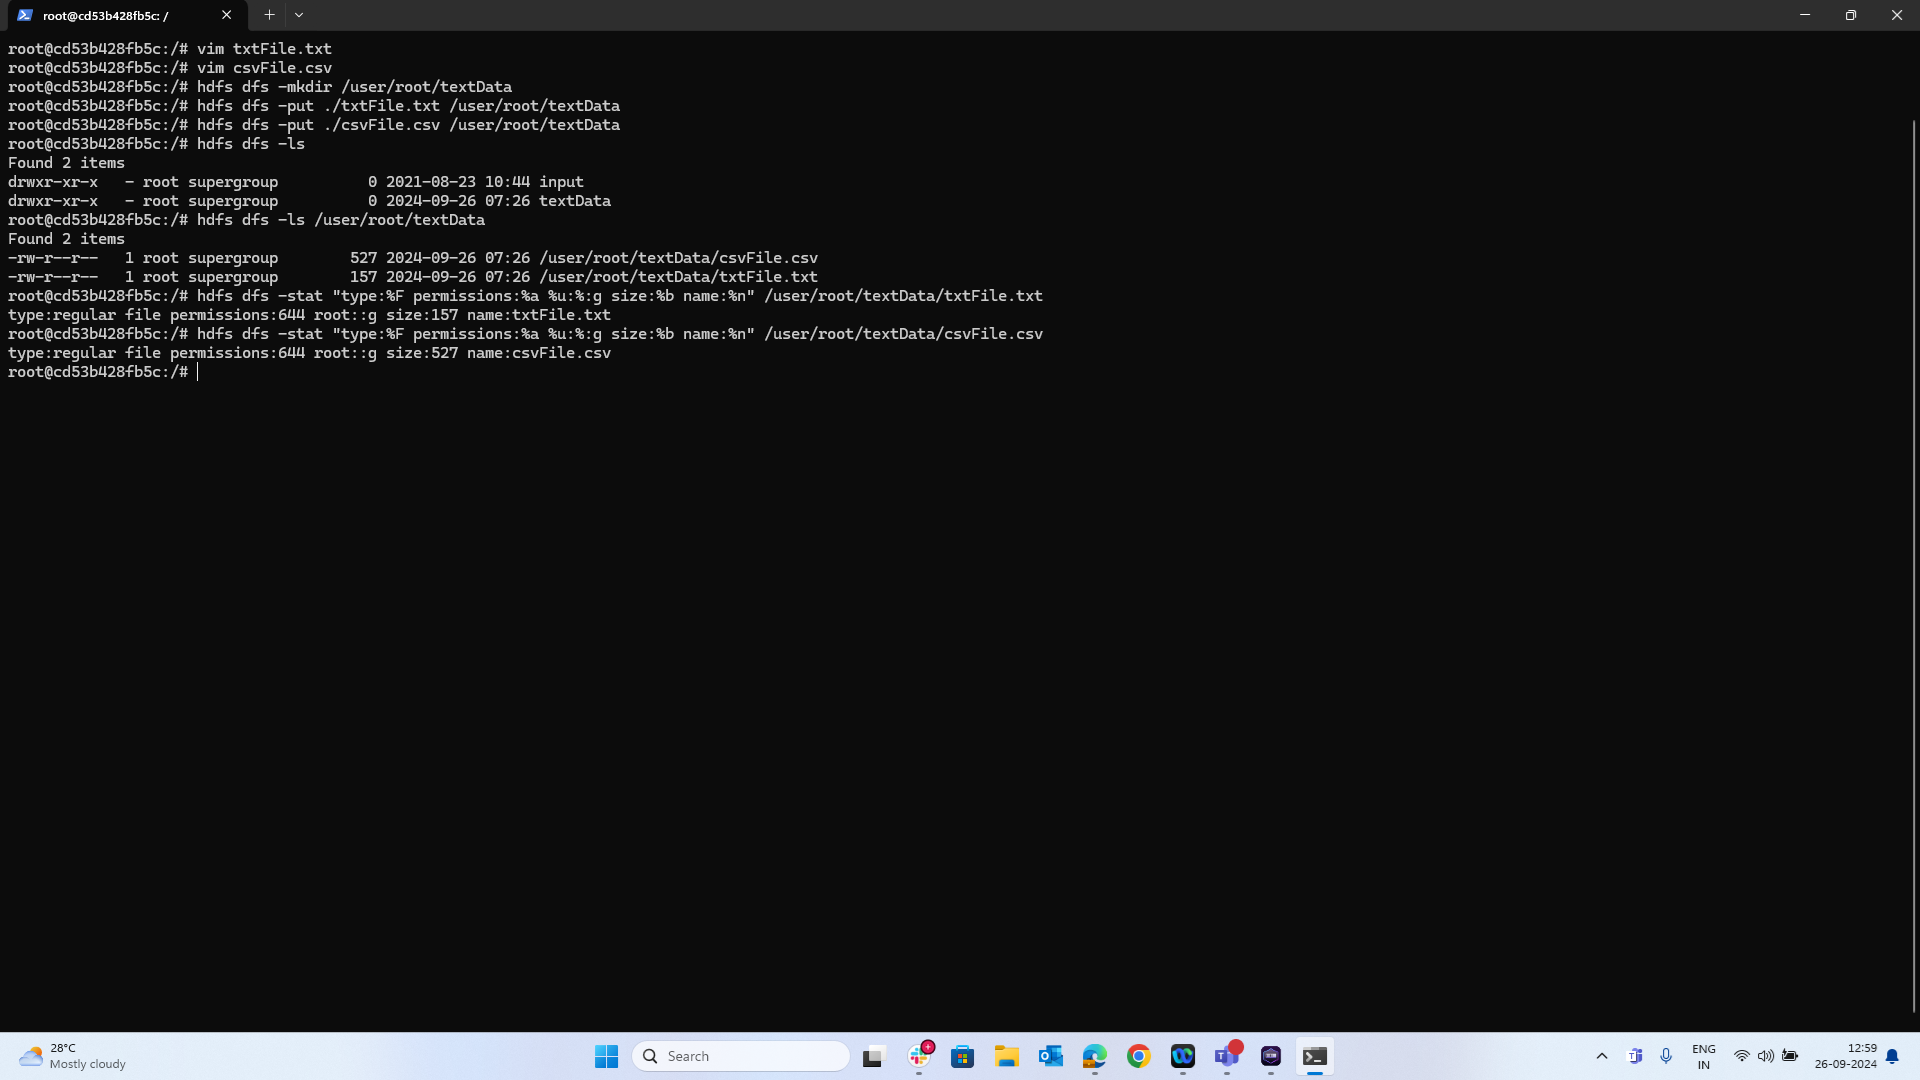 root@cd53b428fb5c: /
root@cd53b428fb5c:/# vim txtFile.txt
root@cd53b428fb5c:/# vim csvFile.csv
root@cd53b428fb5c:/# hdfs dfs -mkdir /user/root/textData
root@cd53b428fb5c:/# hdfs dfs -put ./txtFile.txt /user/root/textData
root@cd53b428fb5c:/# hdfs dfs -put ./csvFile.csv /user/root/textData
root@cd53b428fb5c:/# hdfs dfs -ls
Found 2 items
drwxr-xr-x   - root supergroup          0 2021-08-23 10:44 input
drwxr-xr-x   - root supergroup          0 2024-09-26 07:26 textData
root@cd53b428fb5c:/# hdfs dfs -ls /user/root/textData
Found 2 items
-rw-r--r--   1 root supergroup        527 2024-09-26 07:26 /user/root/textData/csvFile.csv
-rw-r--r--   1 root supergroup        157 2024-09-26 07:26 /user/root/textData/txtFile.txt
root@cd53b428fb5c:/# hdfs dfs -stat "type:%F permissions:%a %u:%:g size:%b name:%n" /user/root/textData/txtFile.txt
type:regular file permissions:644 root::g size:157 name:txtFile.txt
root@cd53b428fb5c:/# hdfs dfs -stat "type:%F permissions:%a %u:%:g size:%b name:%n" /user/root/textData/csvFile.csv
type:regular file permissions:644 root::g size:527 name:csvFile.csv
root@cd53b428fb5c:/#
28°C
Mostly cloudy
Search
ENG
IN
12:59
26-09-2024